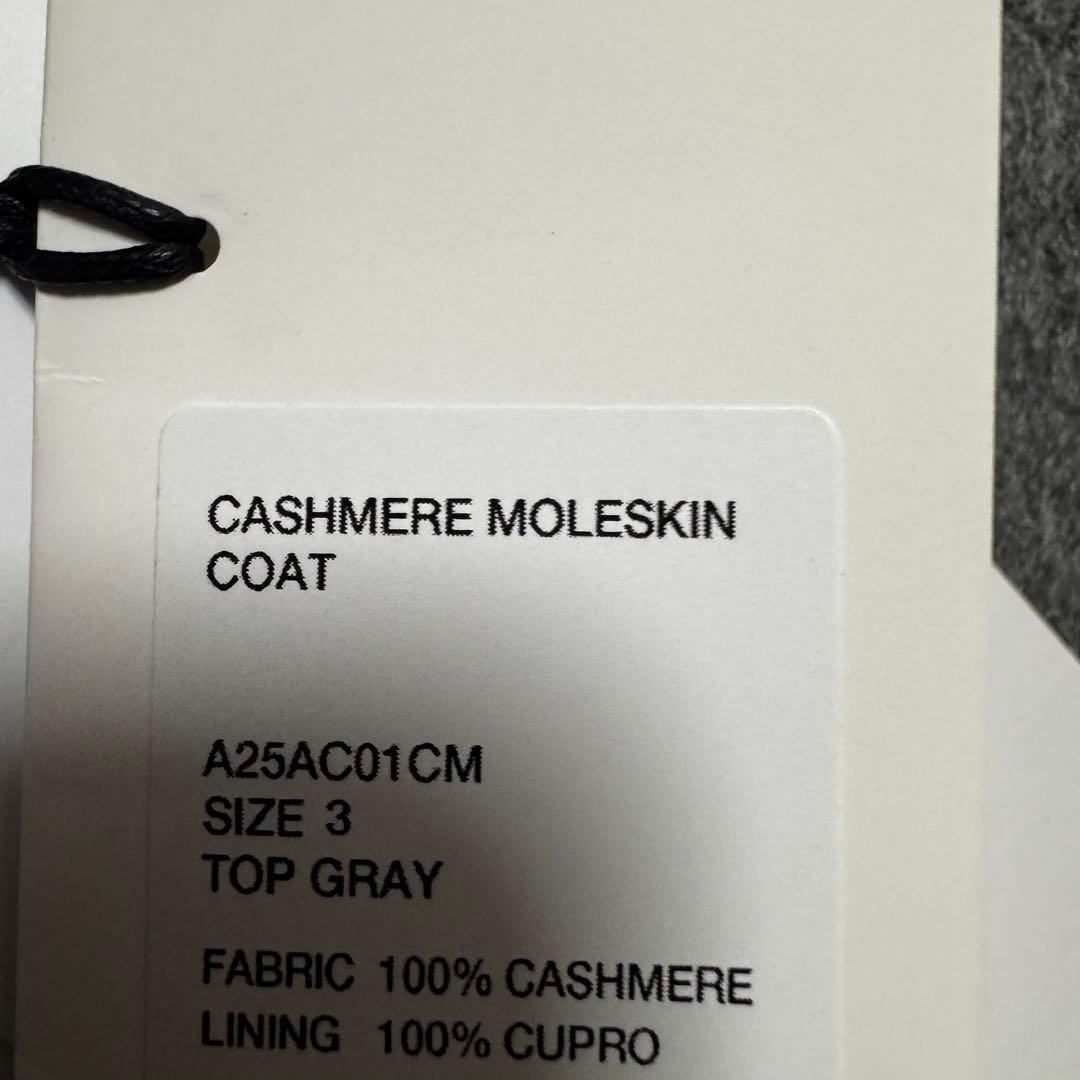 CASHMERE MOLESKIN
COAT
A25AC01CM
SIZE 3
TOP GRAY
FABRIC 100% CASHMERE
LINING 100% CUPRO